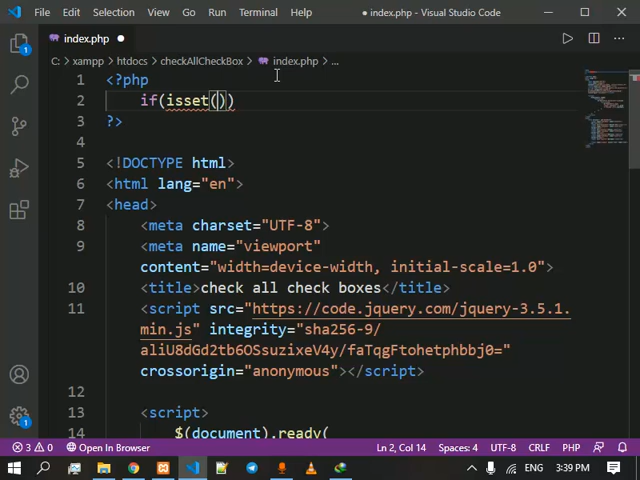 File Edit Selection View Go Run Terminal Help
index.php - Visual Studio Code
index.php
C: > xampp > htdocs > checkAllCheckBox > index.php > ...
1 <?php
2 if(isset())
3 ?>
4
5 <!DOCTYPE html>
6 <html lang="en">
7 <head>
8 <meta charset="UTF-8">
9 <meta name="viewport"
content="width=device-width, initial-scale=1.0">
10 <title>check all check boxes</title>
11 <script src="https://code.jquery.com/jquery-3.5.1.
min.js" integrity="sha256-9/
aliU8dGd2tb6OSsuzixeV4y/faTqgFtohetphbbj0="
crossorigin="anonymous"></script>
12
13 <script>
14 $(document).ready(
1
1
3 0 Open In Browser Ln 2, Col 14 Spaces: 4 UTF-8 CRLF PHP
ENG 3:39 PM